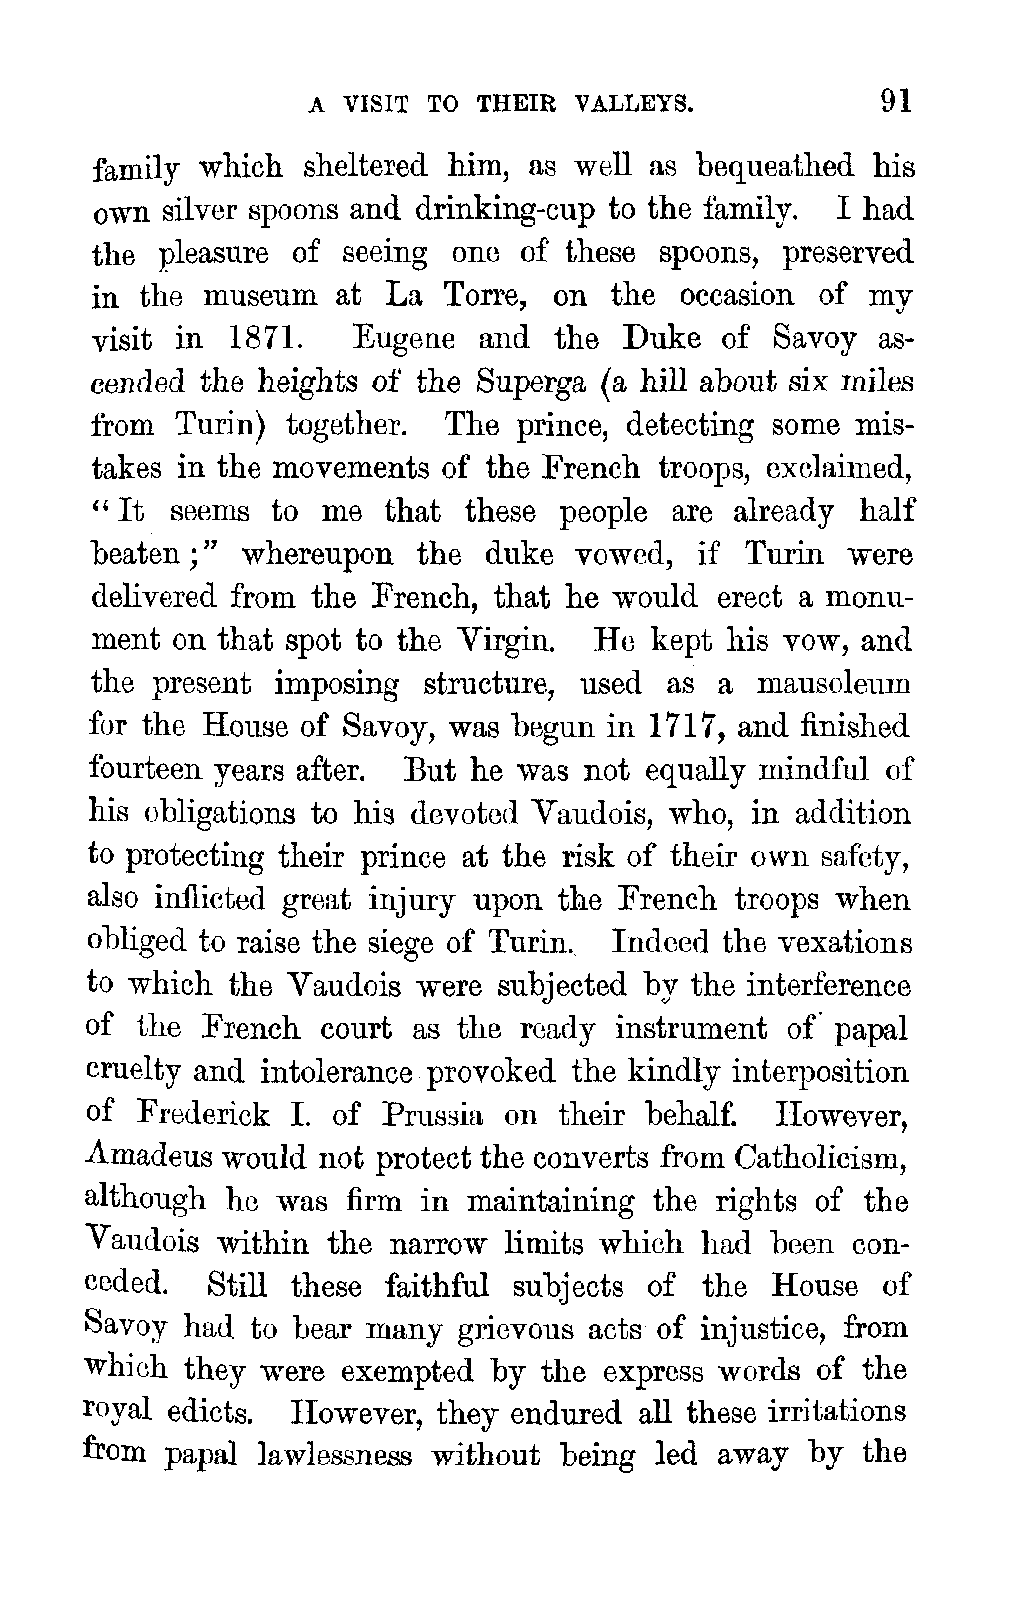 A VISIT TO THEIR VALLEYS. 91
family which sheltered him, as well as bequeathed his
own silver spoons and drinking-cup to the family. I had
the pleasure of seeing one of these spoons, preserved
in the museum at La Torre, on the occasion of my
visit in 1871. Eugene and the Duke of Savoy as-
cended the heights of the Superga (a hill about six miles
from Turin) together. The prince, detecting some mis-
takes in the movements of the French troops, exclaimed,
“It seems to me that these people are already half
beaten;” whereupon the duke vowed, if Turin were
delivered from the French, that he would erect a monu-
ment on that spot to the Virgin. He kept his vow, and
the present imposing structure, used as a mausoleum
for the House of Savoy, was begun in 1717, and finished
fourteen years after. But he was not equally mindful of
his obligations to his devoted Vaudois, who, in addition
to protecting their prince at the risk of their own safety,
also inflicted great injury upon the French troops when
obliged to raise the siege of Turin. Indeed the vexations
to which the Vaudois were subjected by the interference
of the French court as the ready instrument of papal
cruelty and intolerance provoked the kindly interposition
of Frederick I. of Prussia on their behalf. However,
Amadeus would not protect the converts from Catholicism,
although he was firm in maintaining the rights of the
Vaudois within the narrow limits which had been con-
ceded. Still these faithful subjects of the House of
Savoy had to bear many grievous acts of injustice, from
which they were exempted by the express words of the
royal edicts. However, they endured all these irritations
from papal lawlessness without being led away by the